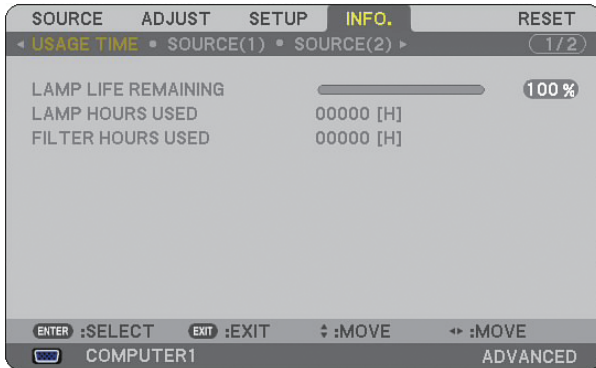 SOURCE ADJUST SETUP INFO. RESET
USAGE TIME • SOURCE(1) • SOURCE(2) (1/2)
LAMP LIFE REMAINING 100 %
LAMP HOURS USED 00000 [H]
FILTER HOURS USED 00000 [H]
ENTER :SELECT EXIT :EXIT :MOVE :MOVE
COMPUTER1 ADVANCED